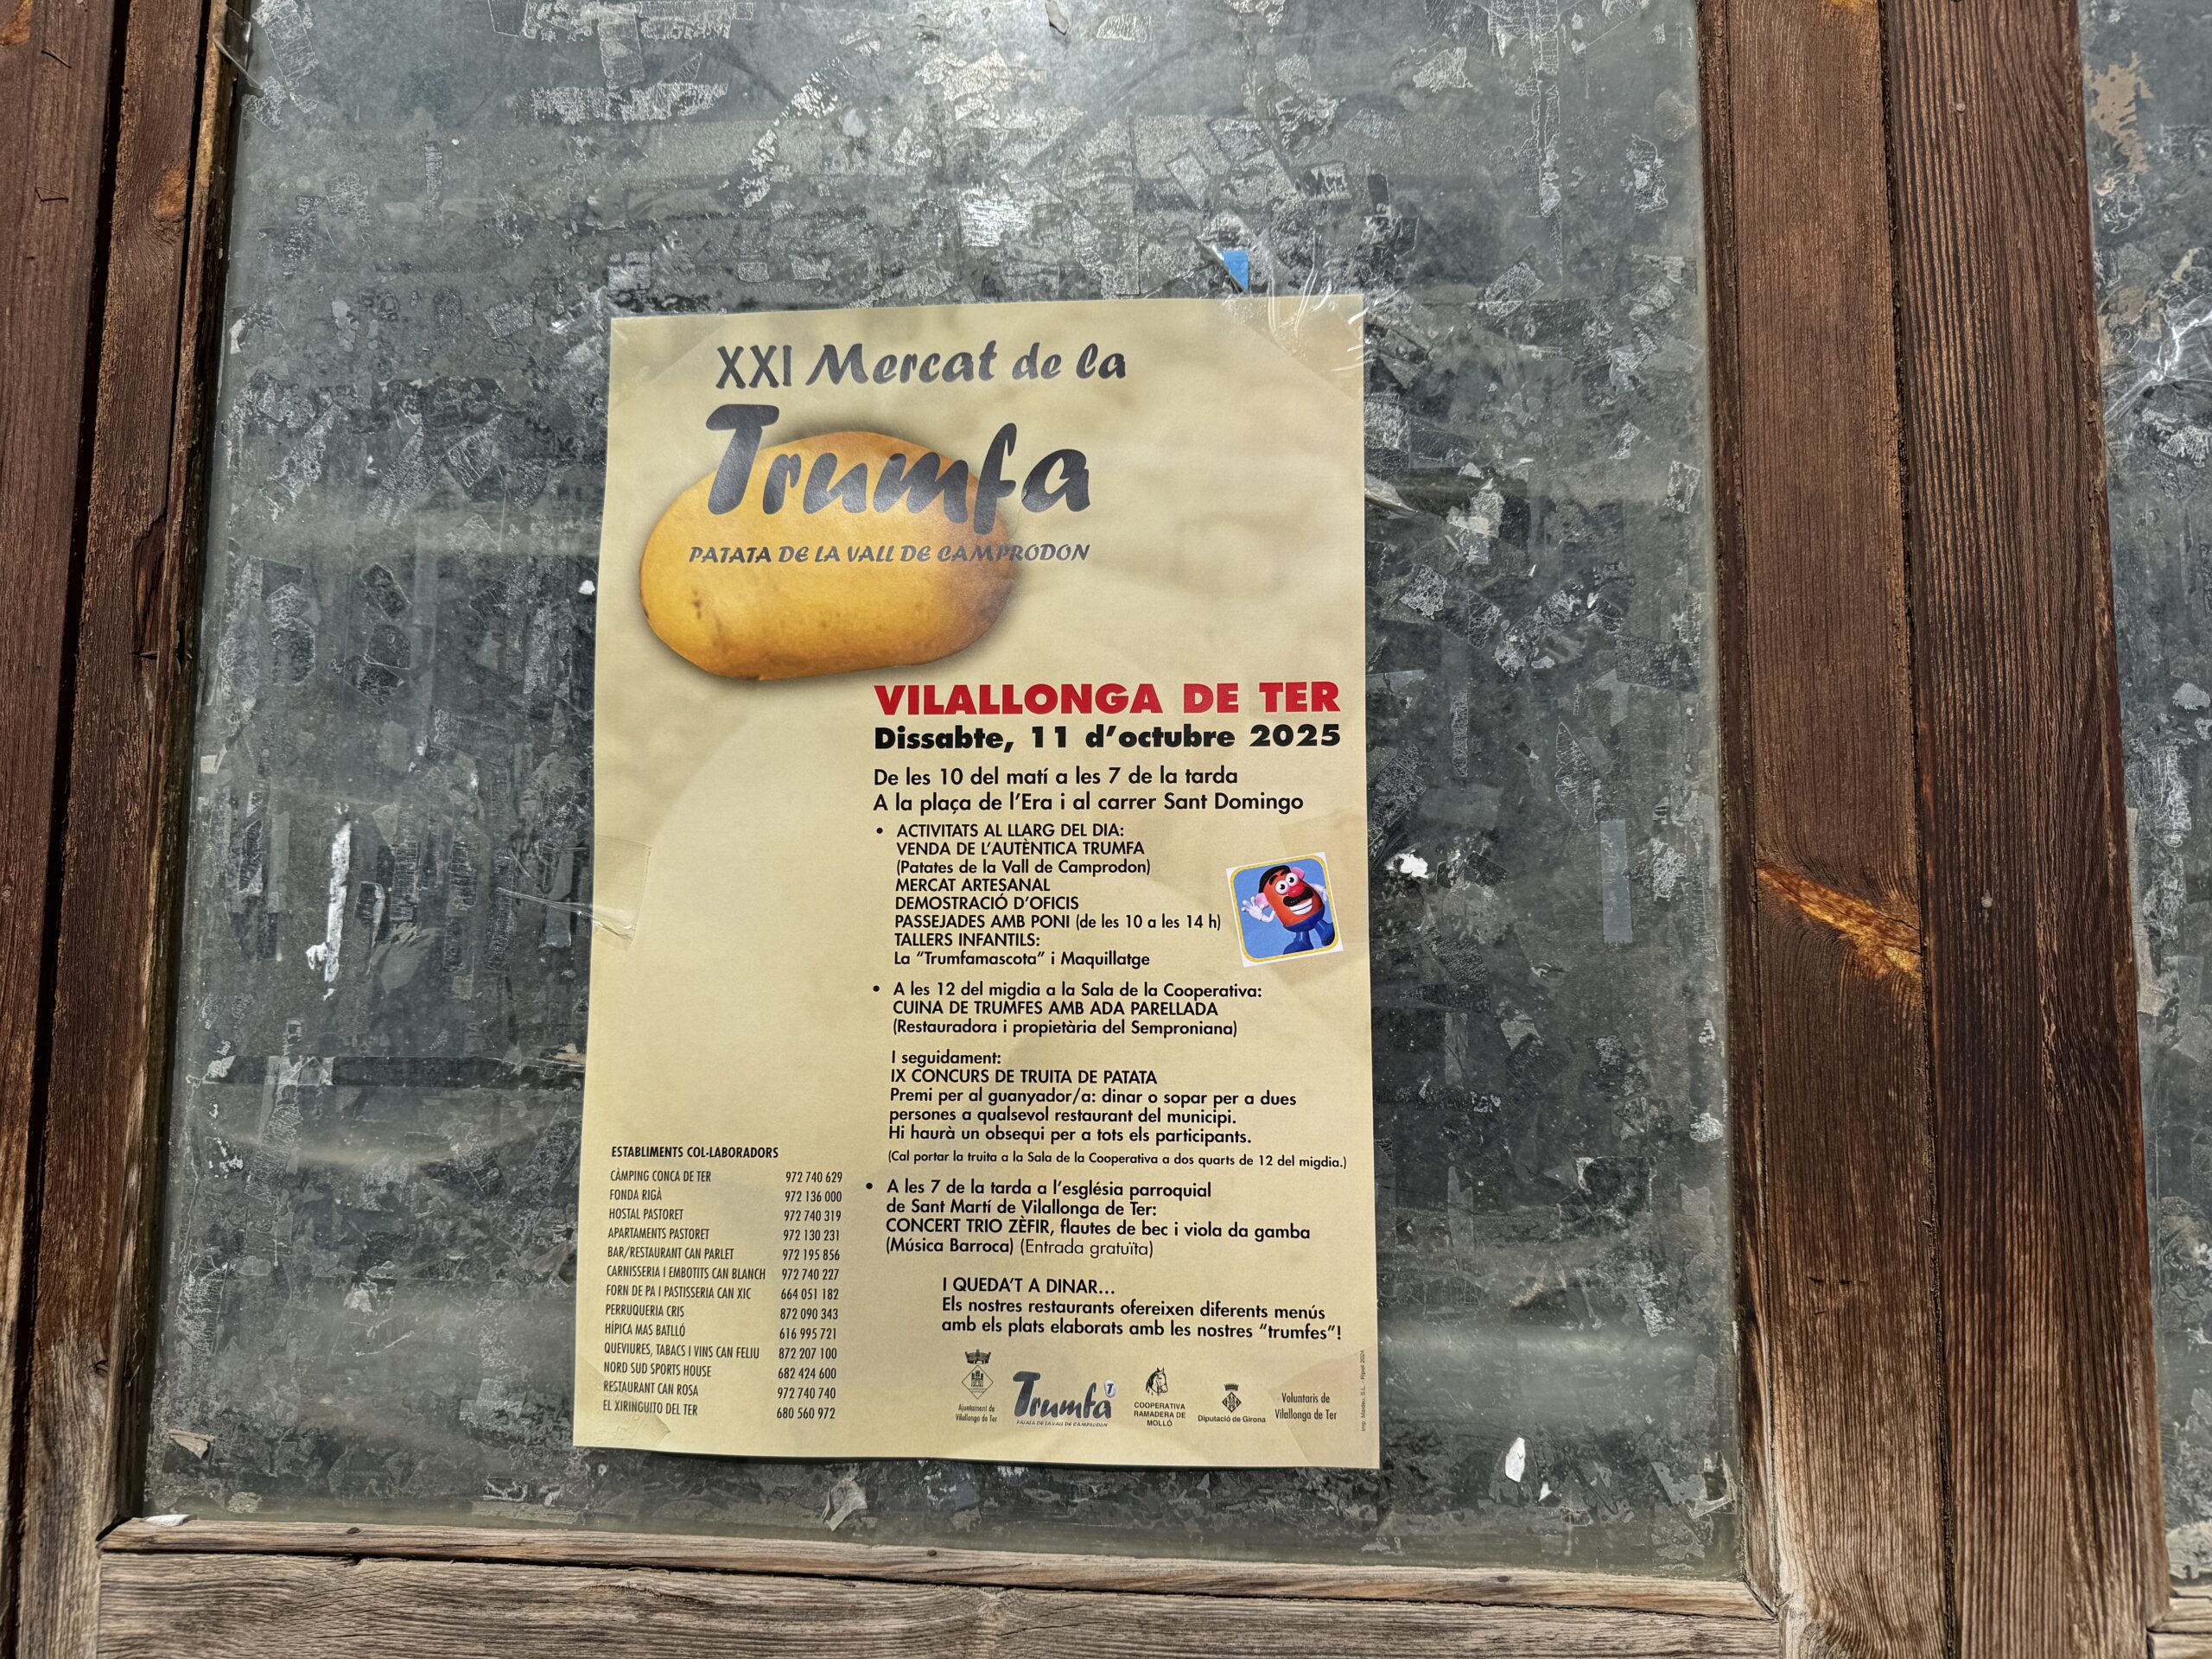 XXI Mercat de la
Trumfa
PATATA DE LA VALL DE CAMPRODON
VILALLONGA DE TER
Dissabte, 11 d'octubre 2025
De les 10 del matí a les 7 de la tarda
A la plaça de l'Era i al carrer Sant Domingo
• ACTIVITATS AL LLARG DEL DIA:
VENDA DE L'AUTÈNTICA TRUMFA
(Patates de la Vall de Camprodon)
MERCAT ARTESANAL
DEMOSTRACIÓ D'OFICIS
PASSEJADES AMB PONI (de les 10 a les 14 h)
TALLERS INFANTILS:
La "Trumfamascota" i Maquillatge
• A les 12 del migdia a la Sala de la Cooperativa:
CUINA DE TRUMFES AMB ADA PARELLADA
(Restauradora i propietària del Semproniana)
I seguidament:
IX CONCURS DE TRUITA DE PATATA
Premi per al guanyador/a: dinar o sopar per a dues
persones a qualsevol restaurant del municipi.
Hi haurà un obsequi per a tots els participants.
(Cal portar la truita a la Sala de la Cooperativa a dos quarts de 12 del migdia.)
• A les 7 de la tarda a l'església parroquial
de Sant Martí de Vilallonga de Ter:
CONCERT TRIO ZÈFIR, flautes de bec i viola da gamba
(Música Barroca) (Entrada gratuïta)
I QUEDA'T A DINAR...
Els nostres restaurants ofereixen diferents menús
amb els plats elaborats amb les nostres "trumfes"!
ESTABLIMENTS COL·LABORADORS
CÀMPING CONCA DE TER 972 740 629
FONDA RIGÀ 972 136 000
HOSTAL PASTORET 972 740 319
APARTAMENTS PASTORET 972 130 231
BAR/RESTAURANT CAN PARLET 972 195 856
CARNISSERIA I EMBOTITS CAN BLANCH 972 740 227
FORN DE PA I PASTISSERIA CAN XIC 664 051 182
PERRUQUERIA CRIS 872 090 343
HÍPICA MAS BATLLÓ 616 995 721
QUEVIURES, TABACS I VINS CAN FELIU 872 207 100
NORD SUD SPORTS HOUSE 682 424 600
RESTAURANT CAN ROSA 972 740 740
EL XIRINGUITO DEL TER 680 560 972
Ajuntament de
Vilallonga de Ter
Trumfa
PATATA DE LA VALL DE CAMPRODON
COOPERATIVA
RAMADERA DE
MOLLÓ
Diputació de Girona
Voluntaris de
Vilallonga de Ter